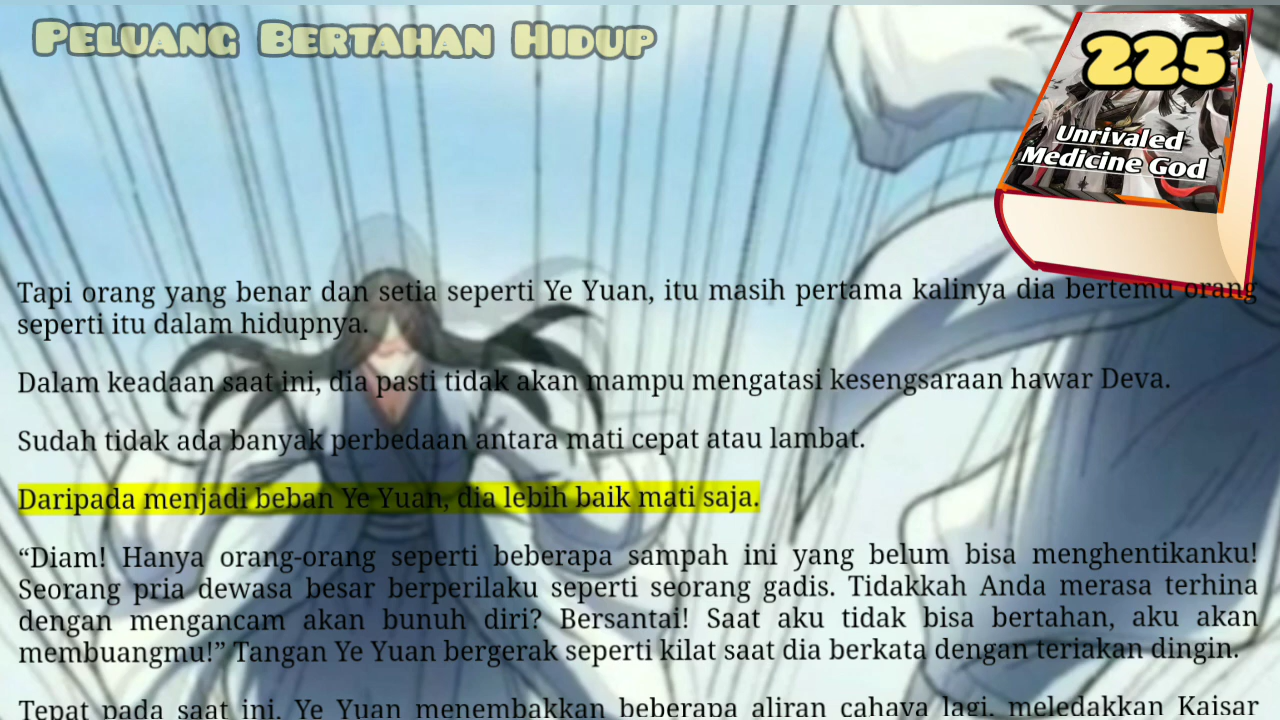 Peluang Bertahan Hidup
225
Unrivaled
Medicine God
Tapi orang yang benar dan setia seperti Ye Yuan, itu masih pertama kalinya dia bertemu orang
seperti itu dalam hidupnya.
Dalam keadaan saat ini, dia pasti tidak akan mampu mengatasi kesengsaraan hawar Deva.
Sudah tidak ada banyak perbedaan antara mati cepat atau lambat.
Daripada menjadi beban Ye Yuan, dia lebih baik mati saja.
“Diam! Hanya orang-orang seperti beberapa sampah ini yang belum bisa menghentikanku!
Seorang pria dewasa besar berperilaku seperti seorang gadis. Tidakkah Anda merasa terhina
dengan mengancam akan bunuh diri? Bersantai! Saat aku tidak bisa bertahan, aku akan
membuangmu!” Tangan Ye Yuan bergerak seperti kilat saat dia berkata dengan teriakan dingin.
Tepat pada saat ini, Ye Yuan menembakkan beberapa aliran cahaya lagi, meledakkan Kaisar